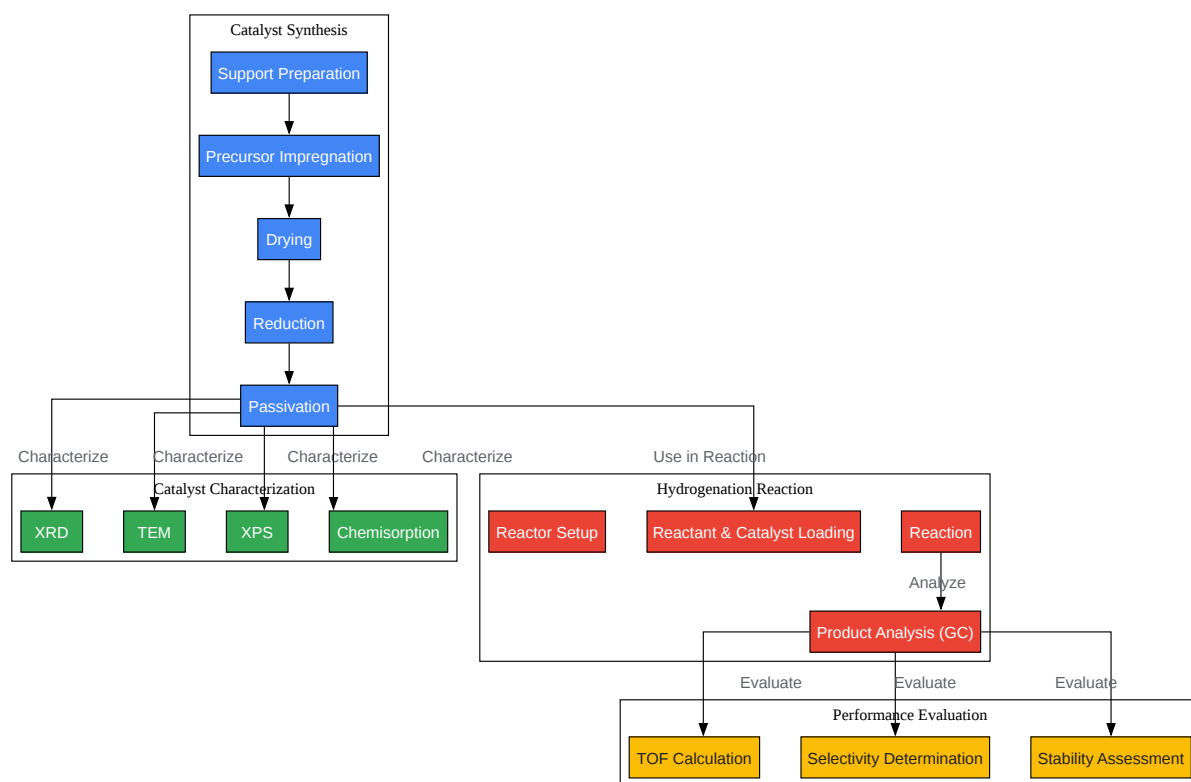 Catalyst Synthesis
Support Preparation
Precursor Impregnation
Drying
Reduction
Passivation
Characterize
Characterize
Characterize
Characterize
Use in Reaction
Catalyst Characterization
XRD
TEM
XPS
Chemisorption
Hydrogenation Reaction
Reactor Setup
Reactant & Catalyst Loading
Reaction
Analyze
Product Analysis (GC)
Evaluate
Evaluate
Evaluate
Performance Evaluation
TOF Calculation
Selectivity Determination
Stability Assessment